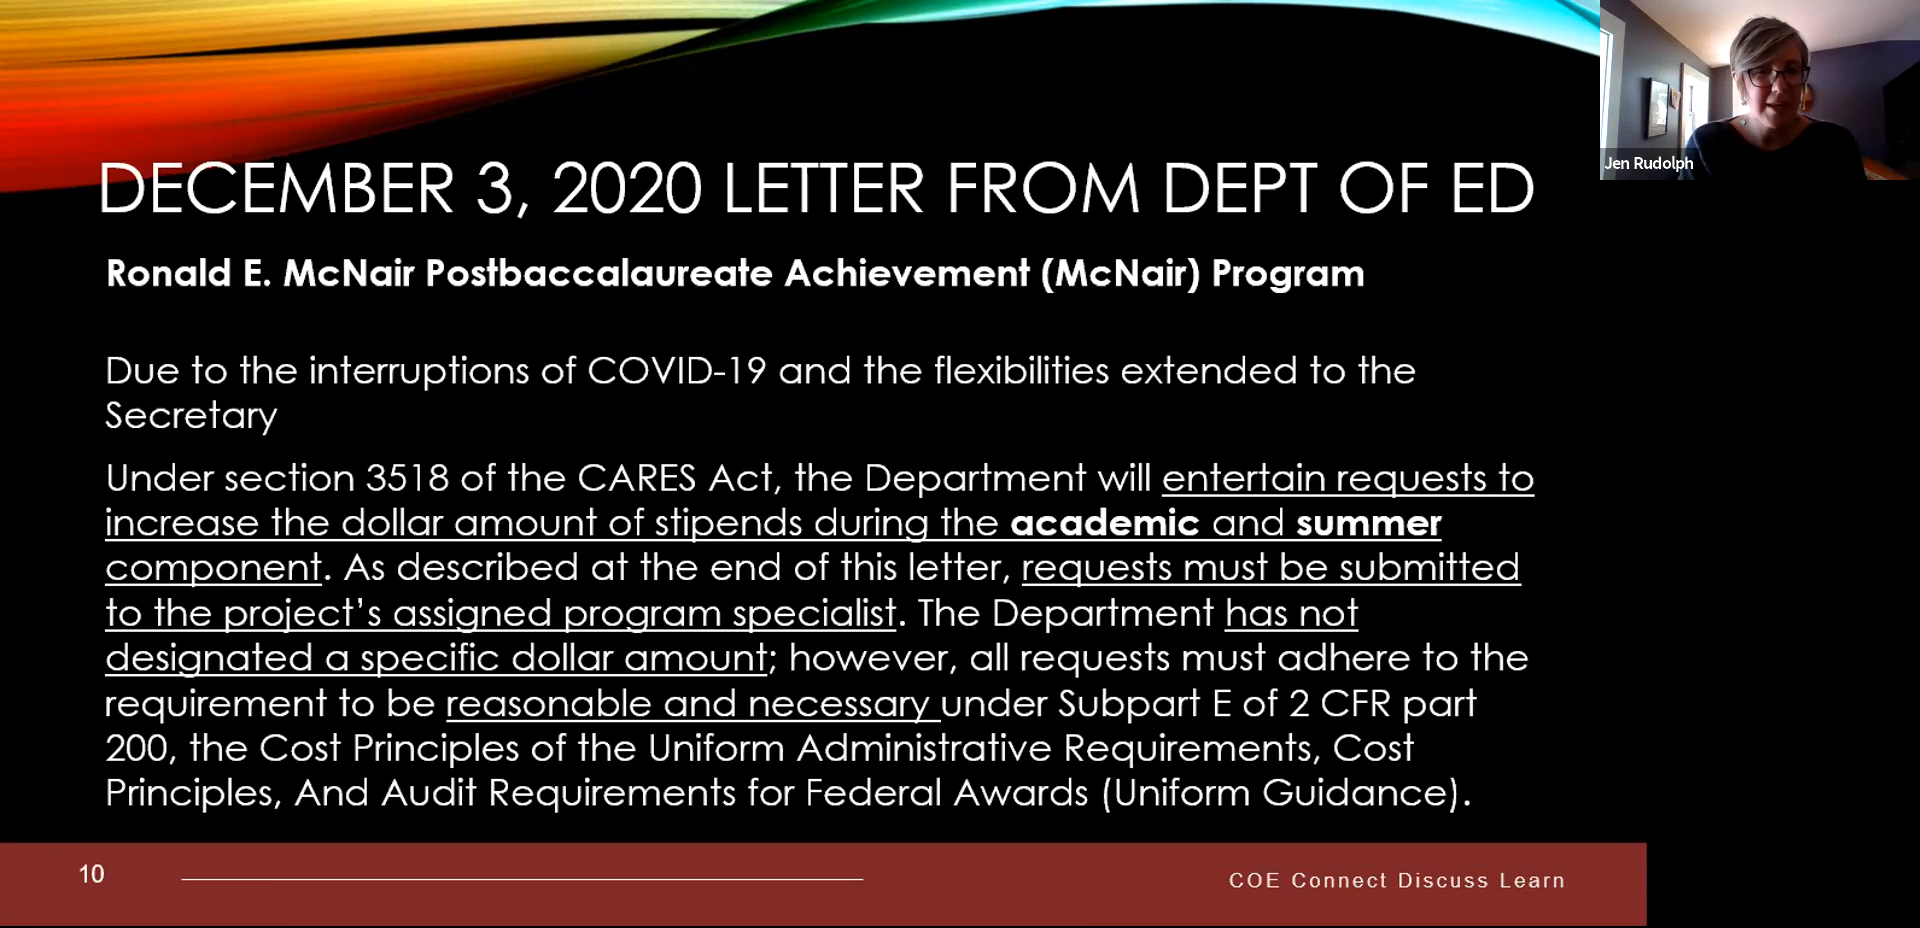 Jen Rudolph
DECEMBER 3, 2020 LETTER FROM DEPT OF ED
Ronald E. McNair Postbaccalaureate Achievement (McNair) Program
Due to the interruptions of COVID-19 and the flexibilities extended to the
Secretary
Under section 3518 of the CARES Act, the Department will entertain requests to
increase the dollar amount of stipends during the academic and summer
component. As described at the end of this letter, requests must be submitted
to the project’s assigned program specialist. The Department has not
designated a specific dollar amount; however, all requests must adhere to the
requirement to be reasonable and necessary under Subpart E of 2 CFR part
200, the Cost Principles of the Uniform Administrative Requirements, Cost
Principles, And Audit Requirements for Federal Awards (Uniform Guidance).
10
COE Connect Discuss Learn